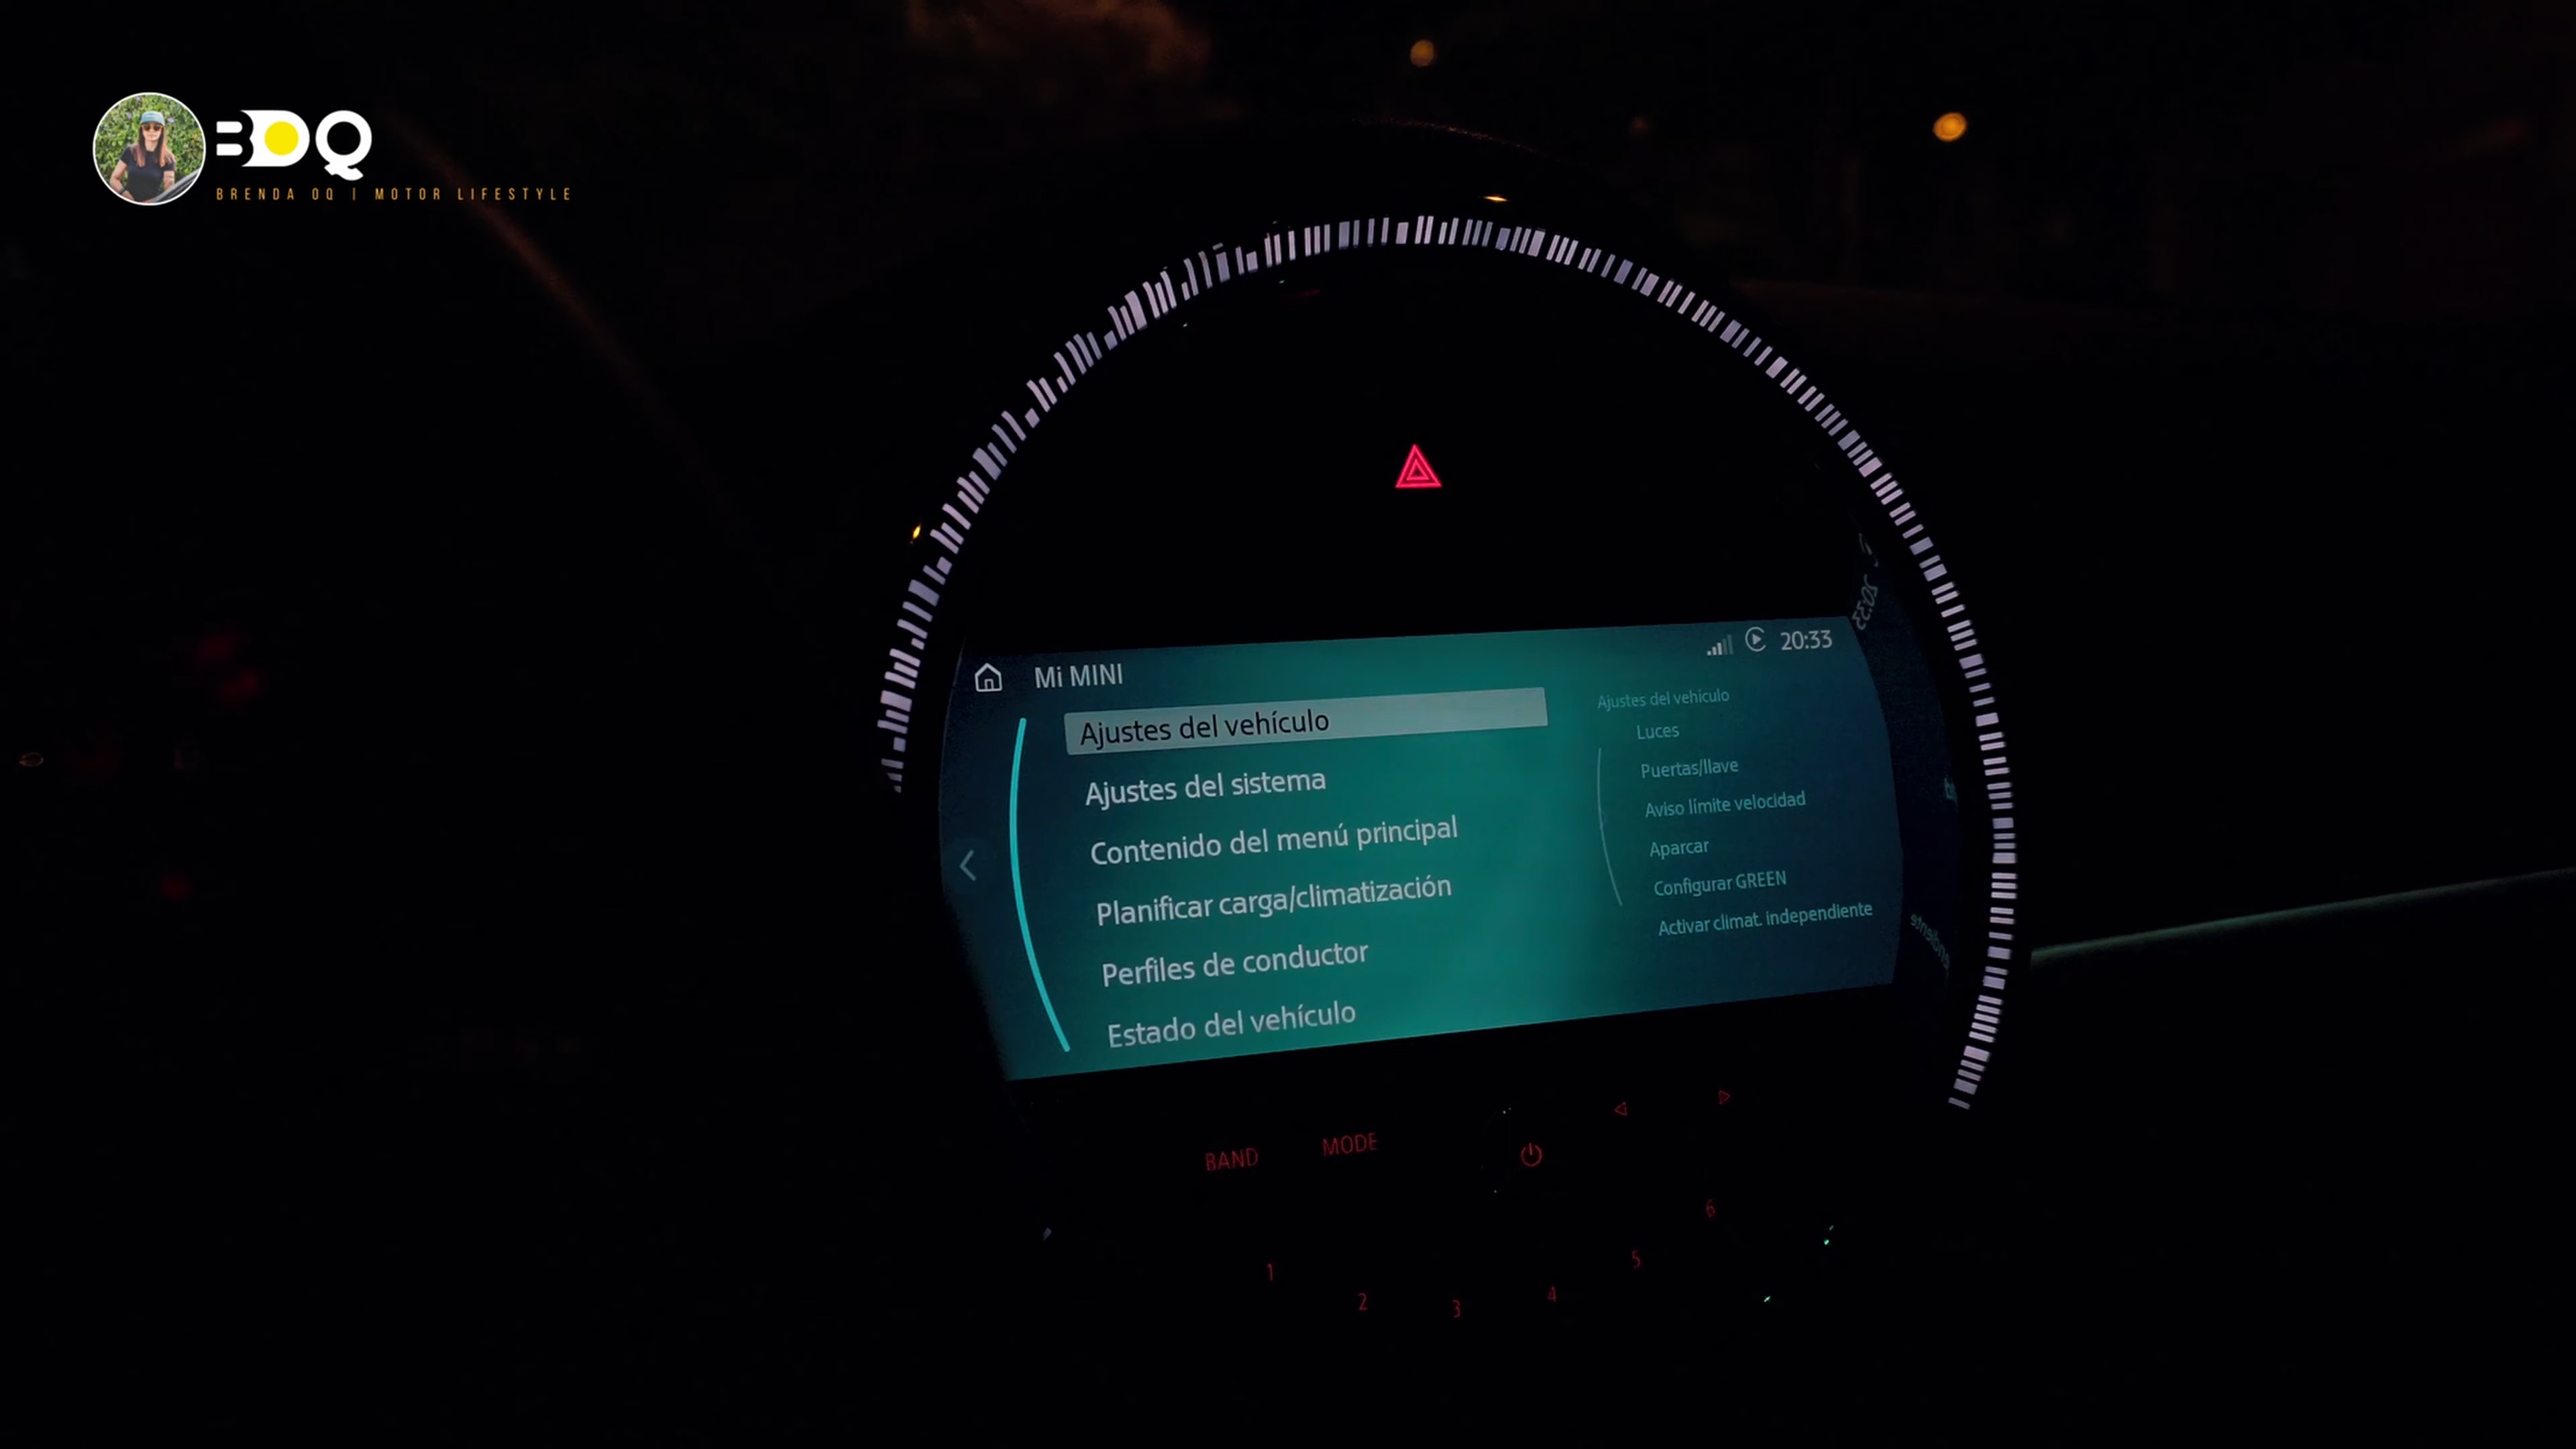 BOQ
BRENDA OQ | MOTOR LIFESTYLE
20:33
Mi MINI
Ajustes del vehículo
Ajustes del sistema
Contenido del menú principal
Planificar carga/climatización
Perfiles de conductor
Estado del vehículo
Ajustes del vehículo
Luces
Puertas/llave
Aviso límite velocidad
Aparcar
Configurar GREEN
Activar climat. independiente
BAND
MODE
1
2
3
4
5
6